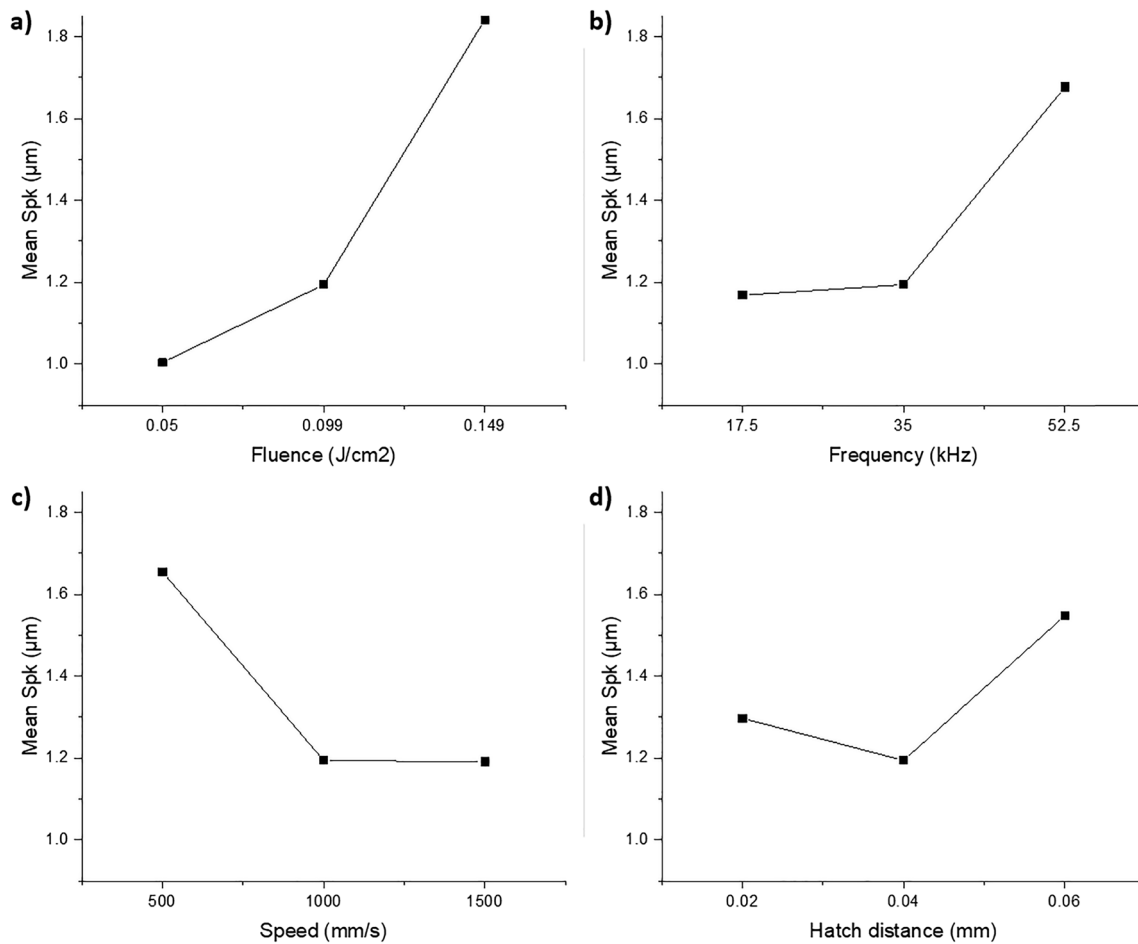 a)
1.8
1.6
1.4
1.2
1.0
Mean Spk (μm)
0.05 0.099 0.149
Fluence (J/cm2)
b)
1.8
1.6
1.4
1.2
1.0
Mean Spk (μm)
17.5 35 52.5
Frequency (kHz)
c)
1.8
1.6
1.4
1.2
1.0
Mean Spk (μm)
500 1000 1500
Speed (mm/s)
d)
1.8
1.6
1.4
1.2
1.0
Mean Spk (μm)
0.02 0.04 0.06
Hatch distance (mm)